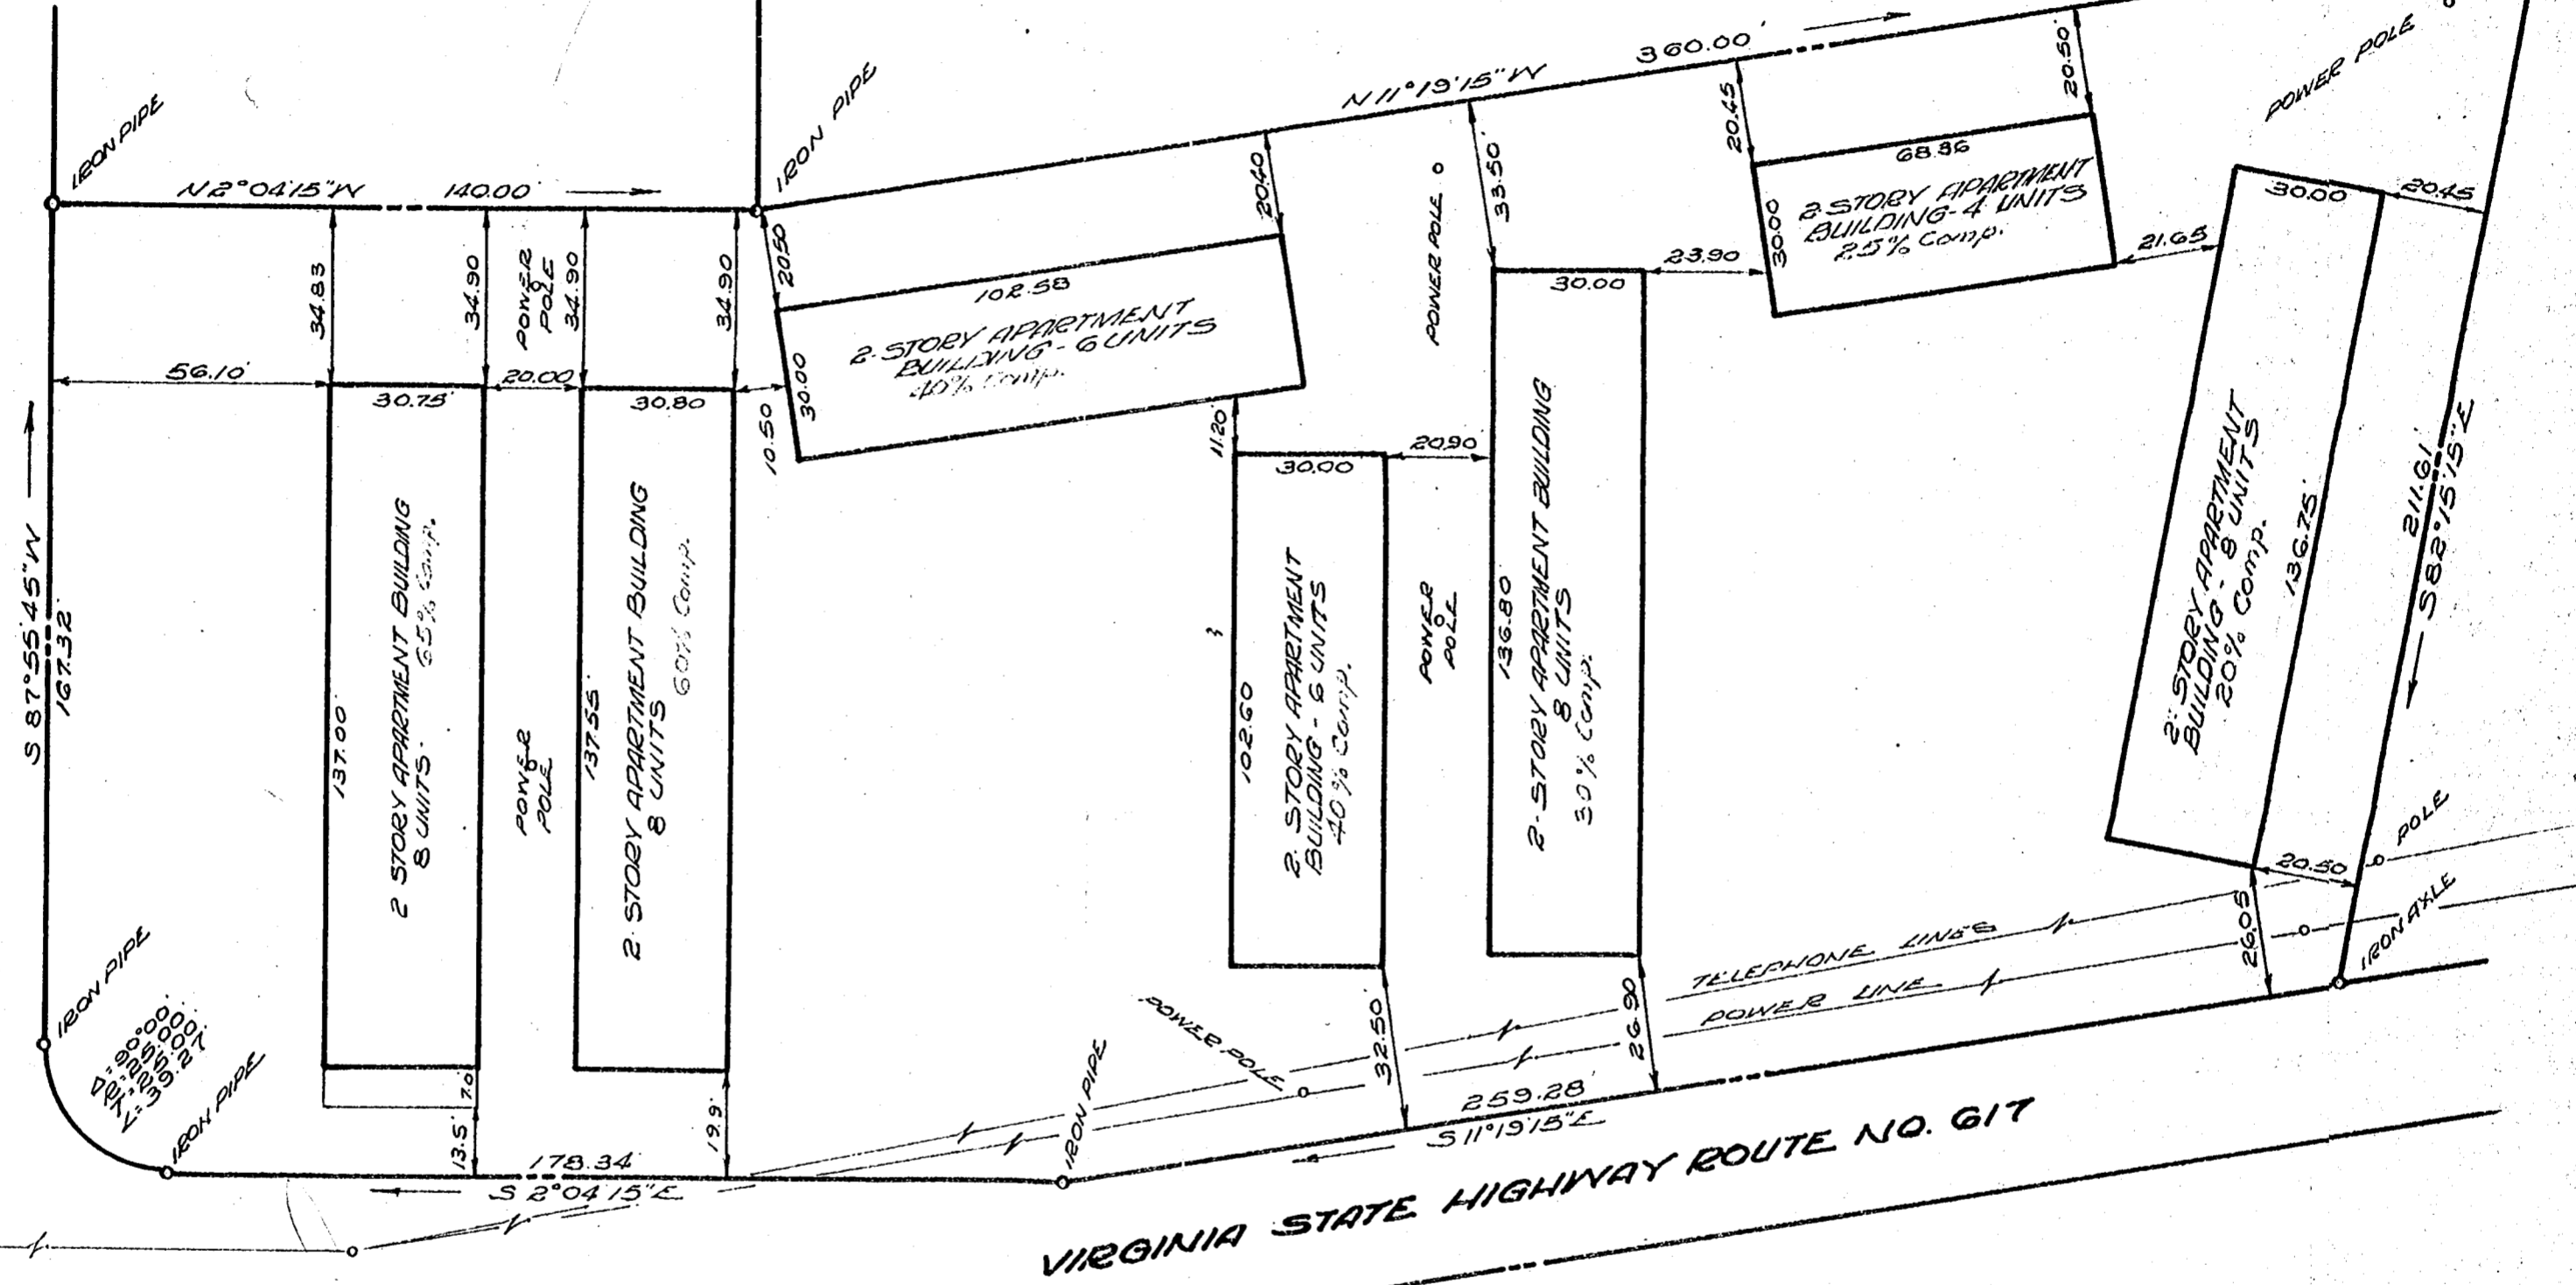 IRON PIPE
N 2°04'15" W 140.00'
IRON PIPE
N 11°19'15" W
360.00'
POWER POLE
34.83
34.90
POWER
POLE
34.90
34.90
20.50
20.40
33.50'
20.45
20.50'
56.10'
30.75'
20.00'
30.80
10.50
102.58
30.00
2-STORY APARTMENT
BUILDING - 6 UNITS
40% Comp.
POWER POLE
30.00
23.90
68.86
30.00
2-STORY APARTMENT
BUILDING-4 UNITS
25% Comp.
21.65
30.00
20.45
S 87°55'45" W
167.32'
137.00'
2 STORY APARTMENT BUILDING
8 UNITS- 65% Comp.
POWER
POLE
137.55'
2-STORY APARTMENT BUILDING
8 UNITS
60% Comp.
11.20'
30.00
20.90
102.60
2-STORY APARTMENT
BUILDING - 6 UNITS
40% Comp.
POWER
POLE
136.80
2-STORY APARTMENT BUILDING
8 UNITS
30% Comp.
2-STORY APARTMENT
BUILDING - 8 UNITS
20% Comp.
136.75'
211.61'
S 82°15'15" E
POLE
20.50
26.05
IRON AXLE
IRON PIPE
IRON PIPE
7.0'
13.5'
19.9'
178.34'
S 2°04'15" E
POWER POLE
IRON PIPE
32.50'
26.90
TELEPHONE LINES
POWER LINE
259.28'
S 11°19'15" E
VIRGINIA STATE HIGHWAY ROUTE NO. 617